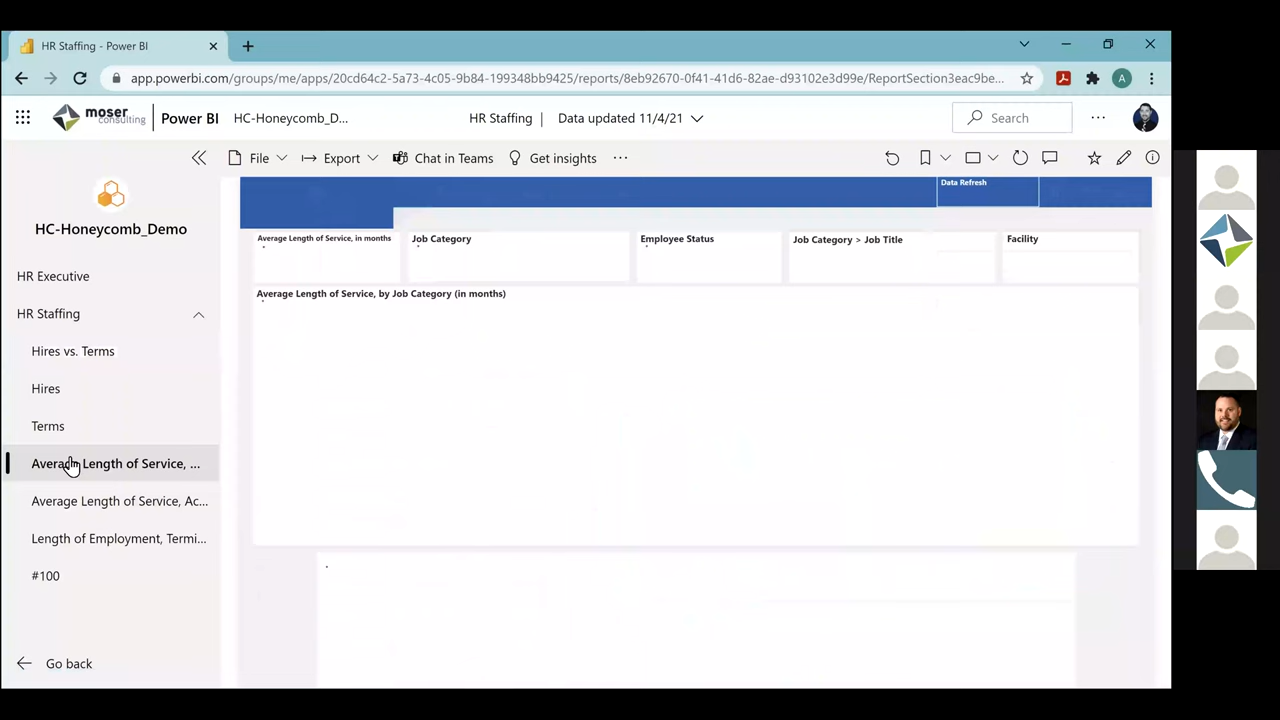 HR Staffing - Power BI
app.powerbi.com/groups/me/apps/20cd64c2-5a73-4c05-9b84-199348bb9425/reports/8eb92670-0f41-41d6-82ae-d93102e3d99e/ReportSection3eac9be...
A
moser consulting
Power BI
HC-Honeycomb_D...
HR Staffing | Data updated 11/4/21
Search
File
Export
Chat in Teams
Get insights
HC-Honeycomb_Demo
HR Executive
HR Staffing
Hires vs. Terms
Hires
Terms
Average Length of Service, ...
Average Length of Service, Ac...
Length of Employment, Termi...
#100
Go back
Data Refresh
Average Length of Service, in months
Job Category
Employee Status
Job Category > Job Title
Facility
Average Length of Service, by Job Category (in months)